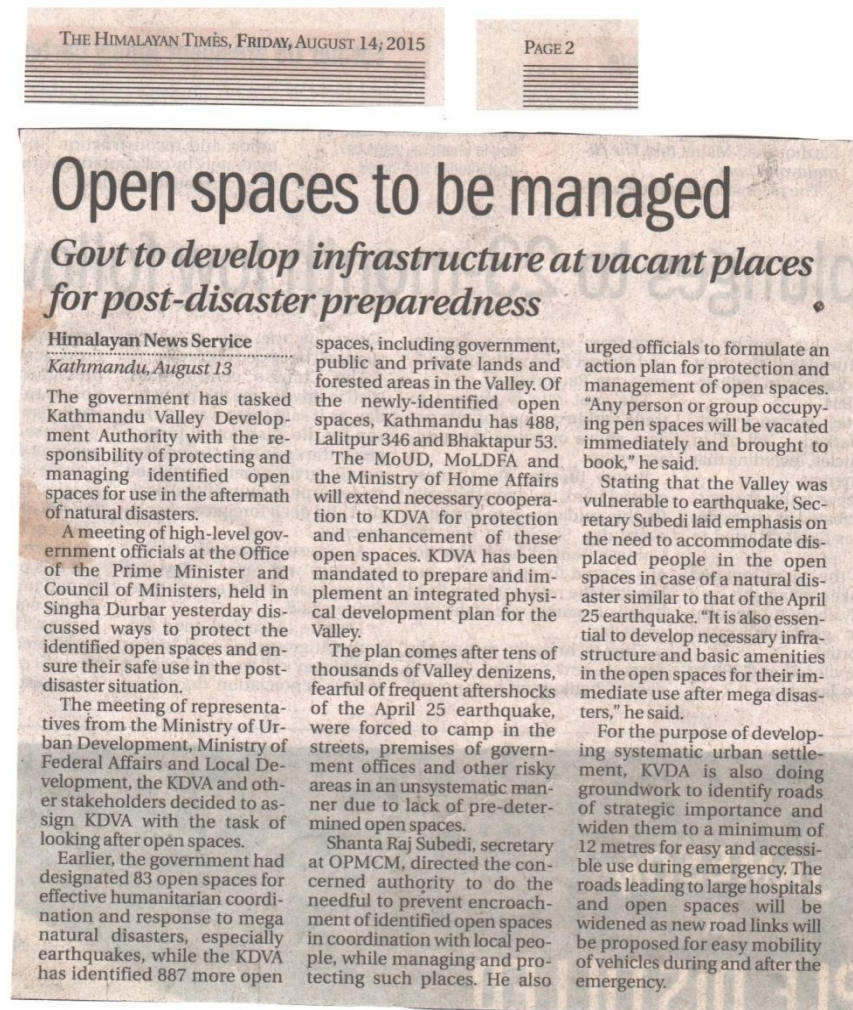 THE HIMALAYAN TIMES, FRIDAY, AUGUST 14, 2015
PAGE 2
Open spaces to be managed
Govt to develop infrastructure at vacant places
for post-disaster preparedness
Himalayan News Service
Kathmandu, August 13
The government has tasked
Kathmandu Valley Develop-
ment Authority with the re-
sponsibility of protecting and
managing identified open
spaces for use in the aftermath
of natural disasters.
A meeting of high-level gov-
ernment officials at the Office
of the Prime Minister and
Council of Ministers, held in
Singha Durbar yesterday dis-
cussed ways to protect the
identified open spaces and en-
sure their safe use in the post-
disaster situation.
The meeting of representa-
tives from the Ministry of Ur-
ban Development, Ministry of
Federal Affairs and Local De-
velopment, the KDVA and oth-
er stakeholders decided to as-
sign KDVA with the task of
looking after open spaces.
Earlier, the government had
designated 83 open spaces for
effective humanitarian coordi-
nation and response to mega
natural disasters, especially
earthquakes, while the KDVA
has identified 887 more open
spaces, including government,
public and private lands and
forested areas in the Valley. Of
the newly-identified open
spaces, Kathmandu has 488,
Lalitpur 346 and Bhaktapur 53.
The MoUD, MoLDFA and
the Ministry of Home Affairs
will extend necessary coopera-
tion to KDVA for protection
and enhancement of these
open spaces. KDVA has been
mandated to prepare and im-
plement an integrated physi-
cal development plan for the
Valley.
The plan comes after tens of
thousands of Valley denizens,
fearful of frequent aftershocks
of the April 25 earthquake,
were forced to camp in the
streets, premises of govern-
ment offices and other risky
areas in an unsystematic man-
ner due to lack of pre-deter-
mined open spaces.
Shanta Raj Subedi, secretary
at OPMCM, directed the con-
cerned authority to do the
needful to prevent encroach-
ment of identified open spaces
in coordination with local peo-
ple, while managing and pro-
tecting such places. He also
urged officials to formulate an
action plan for protection and
management of open spaces.
"Any person or group occupy-
ing pen spaces will be vacated
immediately and brought to
book," he said.
Stating that the Valley was
vulnerable to earthquake, Sec-
retary Subedi laid emphasis on
the need to accommodate dis-
placed people in the open
spaces in case of a natural dis-
aster similar to that of the April
25 earthquake. "It is also essen-
tial to develop necessary infra-
structure and basic amenities
in the open spaces for their im-
mediate use after mega disas-
ters," he said.
For the purpose of develop-
ing systematic urban settle-
ment, KVDA is also doing
groundwork to identify roads
of strategic importance and
widen them to a minimum of
12 metres for easy and accessi-
ble use during emergency. The
roads leading to large hospitals
and open spaces will be
widened as new road links will
be proposed for easy mobility
of vehicles during and after the
emergency.